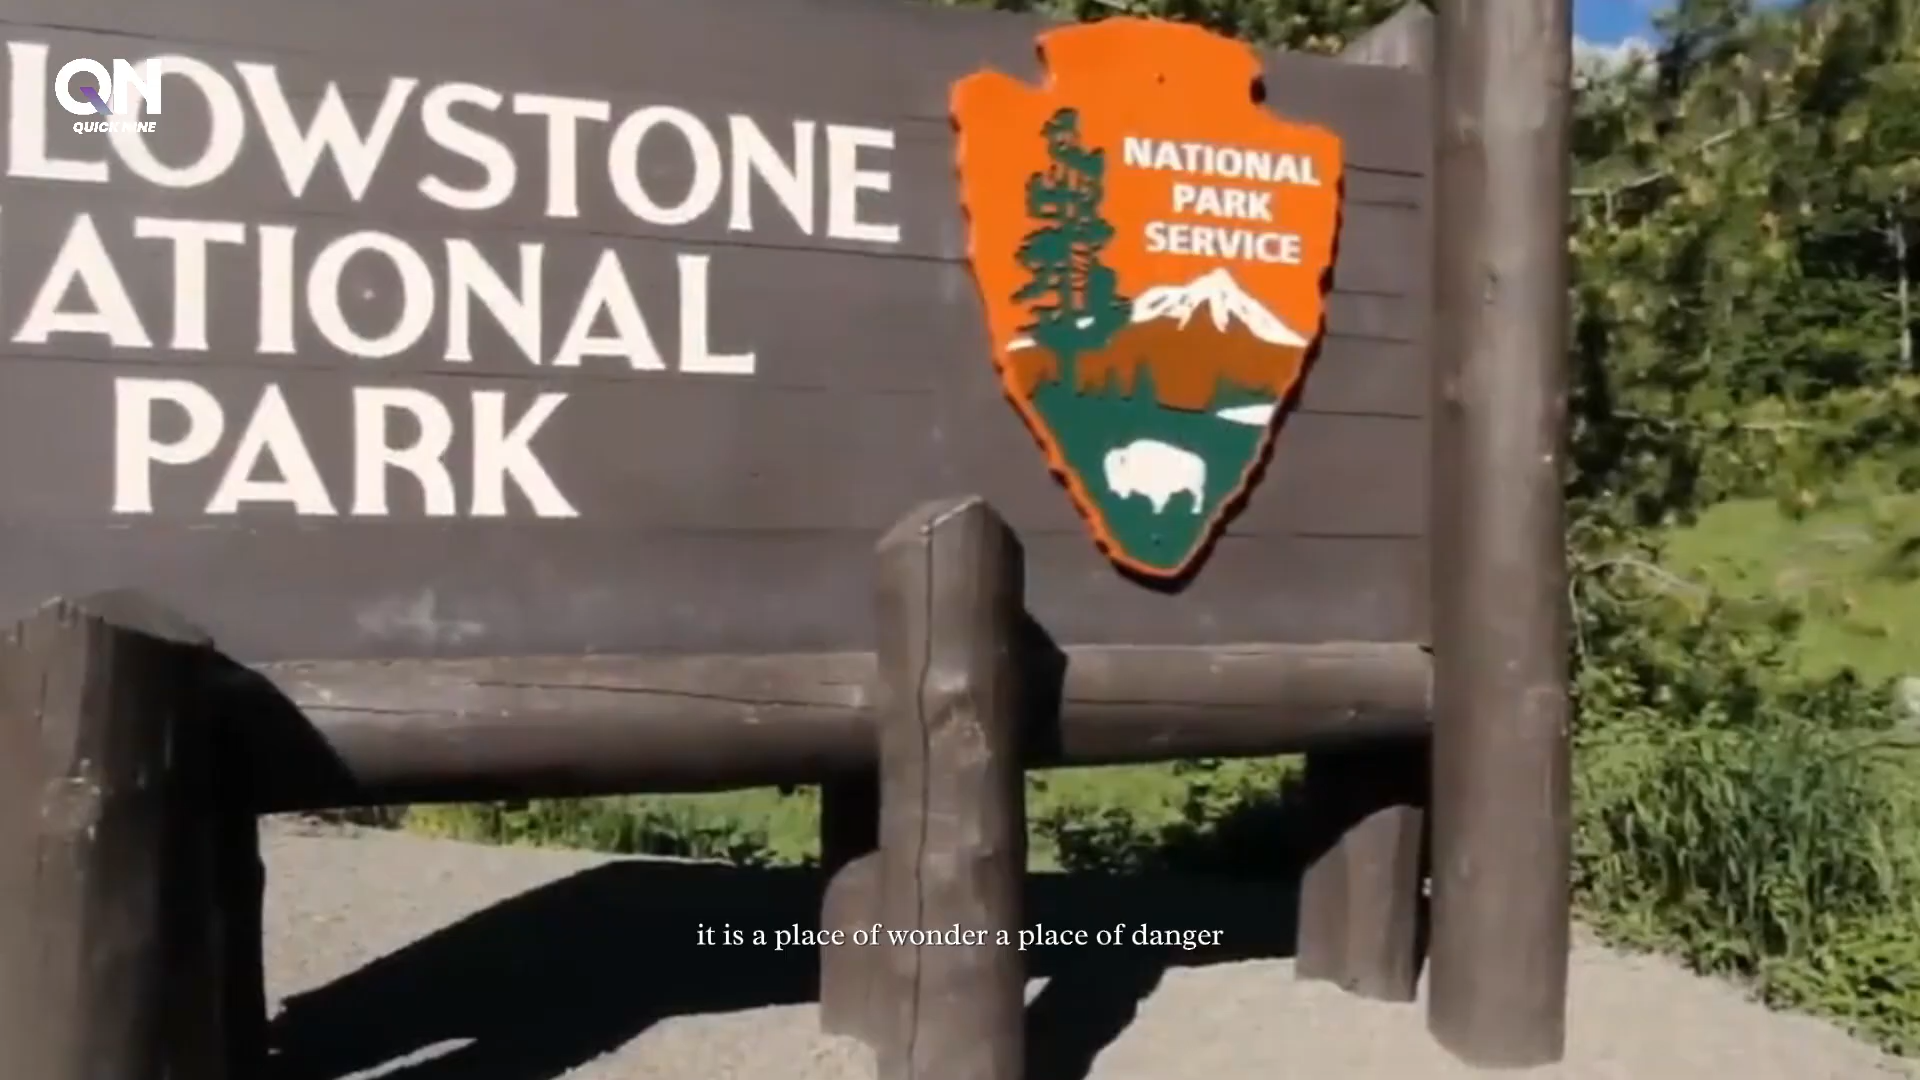 QN
QUICK NINE
LOWSTONE
ATIONAL
PARK
NATIONAL
PARK
SERVICE
it is a place of wonder a place of danger